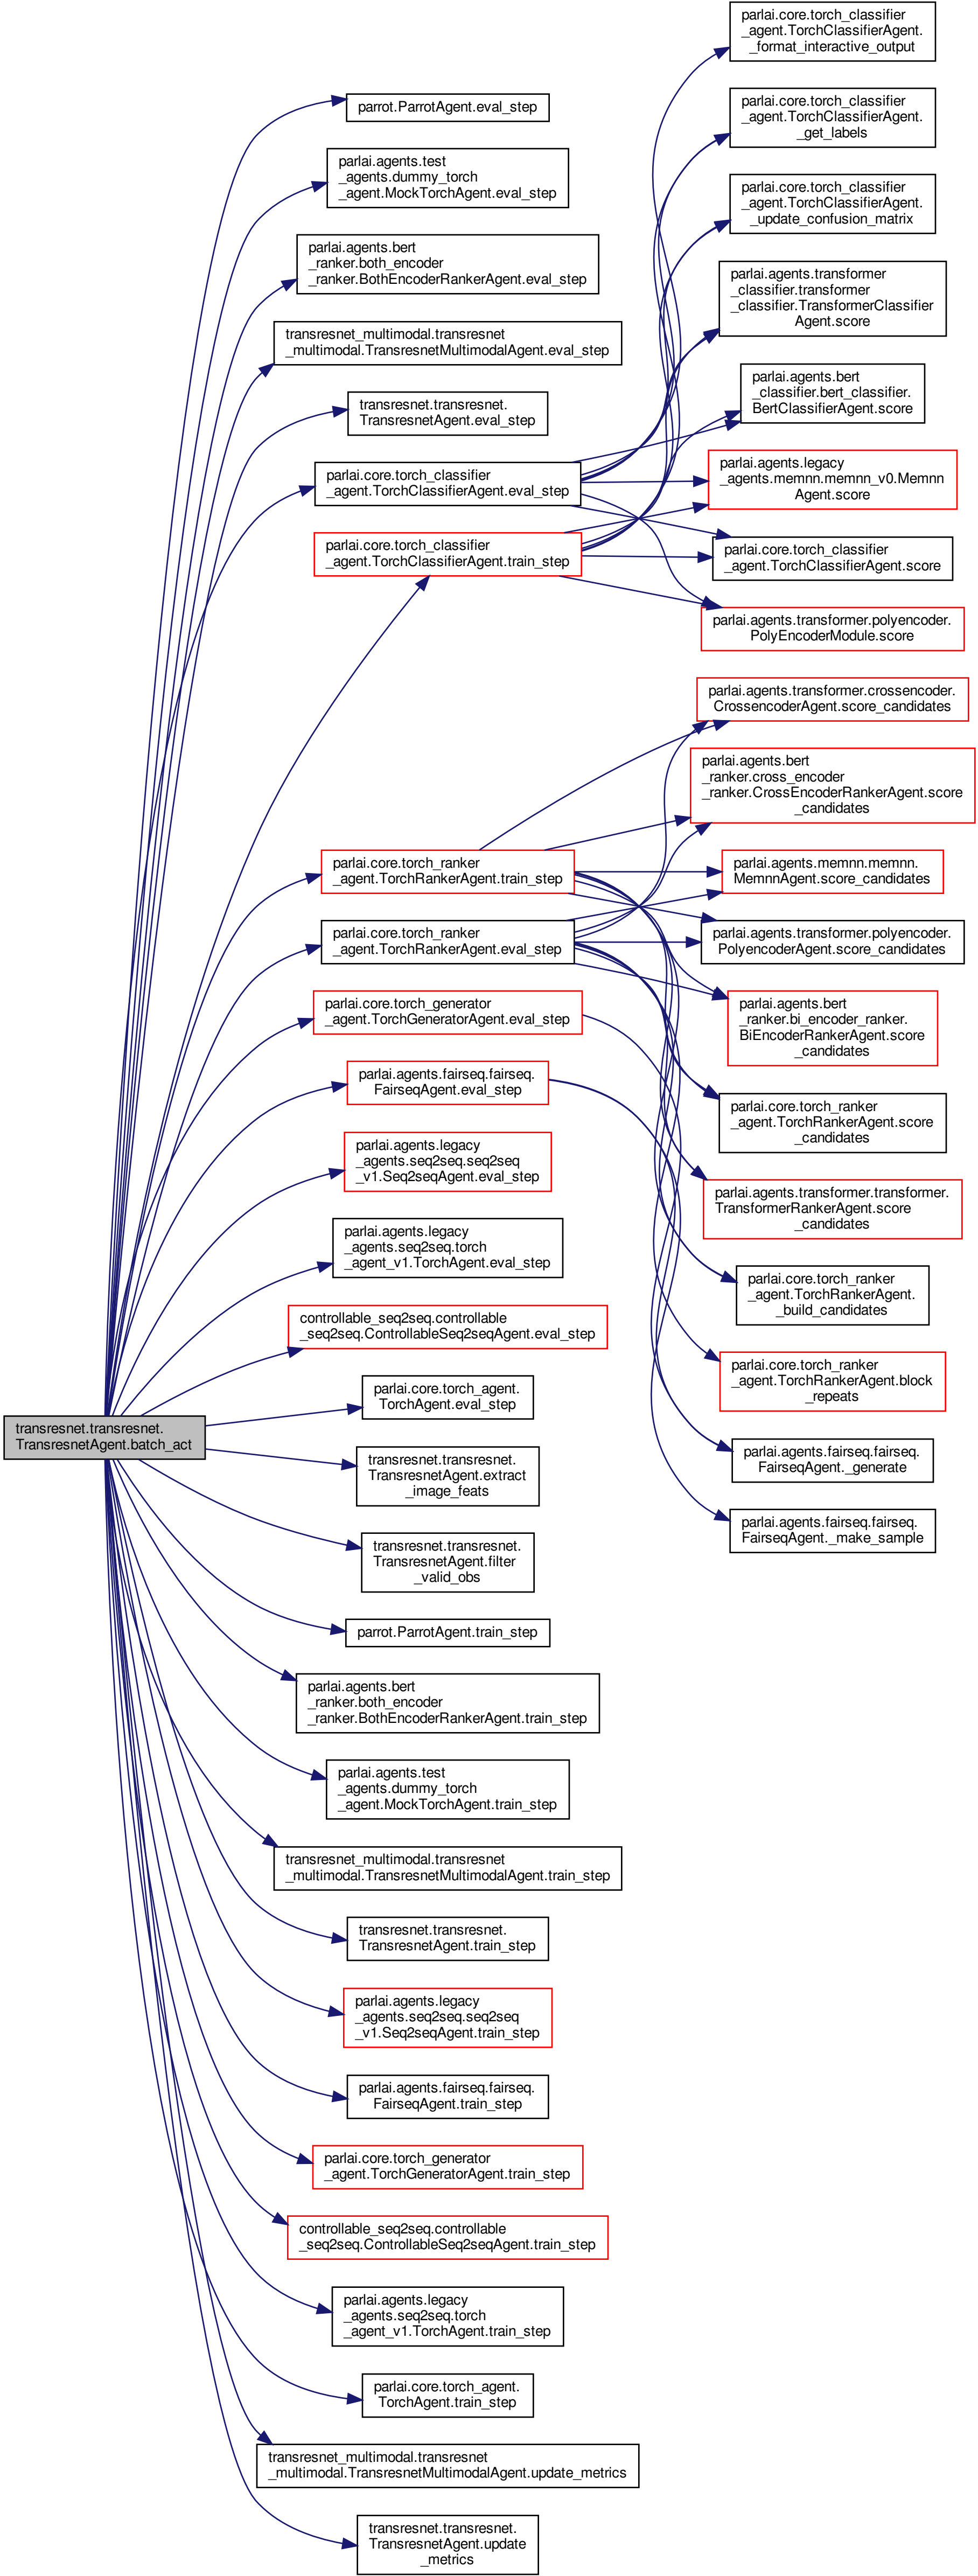 transresnet.transresnet.
TransresnetAgent.batch_act
parrot.ParrotAgent.eval_step
parlai.agents.test
_agents.dummy_torch
_agent.MockTorchAgent.eval_step
parlai.agents.bert
_ranker.both_encoder
_ranker.BothEncoderRankerAgent.eval_step
transresnet_multimodal.transresnet
_multimodal.TransresnetMultimodalAgent.eval_step
transresnet.transresnet.
TransresnetAgent.eval_step
parlai.core.torch_classifier
_agent.TorchClassifierAgent.eval_step
parlai.core.torch_classifier
_agent.TorchClassifierAgent.train_step
parlai.core.torch_ranker
_agent.TorchRankerAgent.train_step
parlai.core.torch_ranker
_agent.TorchRankerAgent.eval_step
parlai.core.torch_generator
_agent.TorchGeneratorAgent.eval_step
parlai.agents.fairseq.fairseq.
FairseqAgent.eval_step
parlai.agents.legacy
_agents.seq2seq.seq2seq
_v1.Seq2seqAgent.eval_step
parlai.agents.legacy
_agents.seq2seq.torch
_agent_v1.TorchAgent.eval_step
controllable_seq2seq.controllable
_seq2seq.ControllableSeq2seqAgent.eval_step
parlai.core.torch_agent.
TorchAgent.eval_step
transresnet.transresnet.
TransresnetAgent.extract
_image_feats
transresnet.transresnet.
TransresnetAgent.filter
_valid_obs
parrot.ParrotAgent.train_step
parlai.agents.bert
_ranker.both_encoder
_ranker.BothEncoderRankerAgent.train_step
parlai.agents.test
_agents.dummy_torch
_agent.MockTorchAgent.train_step
transresnet_multimodal.transresnet
_multimodal.TransresnetMultimodalAgent.train_step
transresnet.transresnet.
TransresnetAgent.train_step
parlai.agents.legacy
_agents.seq2seq.seq2seq
_v1.Seq2seqAgent.train_step
parlai.agents.fairseq.fairseq.
FairseqAgent.train_step
parlai.core.torch_generator
_agent.TorchGeneratorAgent.train_step
controllable_seq2seq.controllable
_seq2seq.ControllableSeq2seqAgent.train_step
parlai.agents.legacy
_agents.seq2seq.torch
_agent_v1.TorchAgent.train_step
parlai.core.torch_agent.
TorchAgent.train_step
transresnet_multimodal.transresnet
_multimodal.TransresnetMultimodalAgent.update_metrics
transresnet.transresnet.
TransresnetAgent.update
_metrics
parlai.core.torch_classifier
_agent.TorchClassifierAgent.
_format_interactive_output
parlai.core.torch_classifier
_agent.TorchClassifierAgent.
_get_labels
parlai.core.torch_classifier
_agent.TorchClassifierAgent.
_update_confusion_matrix
parlai.agents.transformer
_classifier.transformer
_classifier.TransformerClassifier
Agent.score
parlai.agents.bert
_classifier.bert_classifier.
BertClassifierAgent.score
parlai.agents.legacy
_agents.memnn.memnn_v0.Memnn
Agent.score
parlai.core.torch_classifier
_agent.TorchClassifierAgent.score
parlai.agents.transformer.polyencoder.
PolyEncoderModule.score
parlai.agents.transformer.crossencoder.
CrossencoderAgent.score_candidates
parlai.agents.bert
_ranker.cross_encoder
_ranker.CrossEncoderRankerAgent.score
_candidates
parlai.agents.memnn.memnn.
MemnnAgent.score_candidates
parlai.agents.transformer.polyencoder.
PolyencoderAgent.score_candidates
parlai.agents.bert
_ranker.bi_encoder_ranker.
BiEncoderRankerAgent.score
_candidates
parlai.core.torch_ranker
_agent.TorchRankerAgent.score
_candidates
parlai.agents.transformer.transformer.
TransformerRankerAgent.score
_candidates
parlai.core.torch_ranker
_agent.TorchRankerAgent.
_build_candidates
parlai.core.torch_ranker
_agent.TorchRankerAgent.block
_repeats
parlai.agents.fairseq.fairseq.
FairseqAgent._generate
parlai.agents.fairseq.fairseq.
FairseqAgent._make_sample